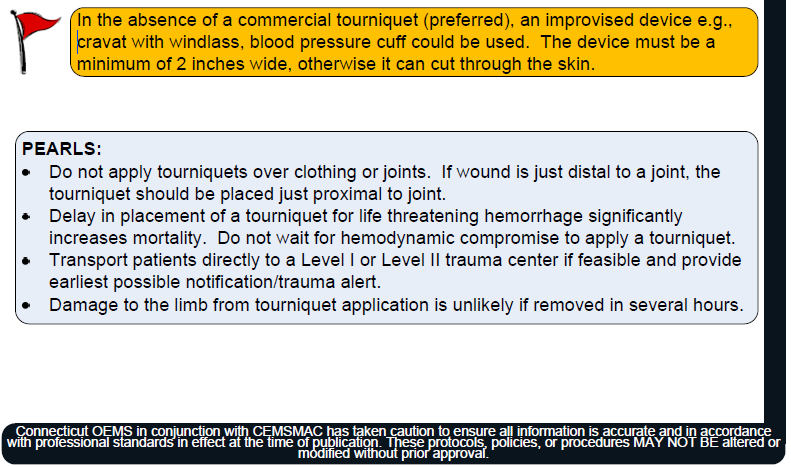 In the absence of a commercial tourniquet (preferred), an improvised device e.g.,
cravat with windlass, blood pressure cuff could be used.  The device must be a
minimum of 2 inches wide, otherwise it can cut through the skin.
PEARLS:
• Do not apply tourniquets over clothing or joints.  If wound is just distal to a joint, the
tourniquet should be placed just proximal to joint.
• Delay in placement of a tourniquet for life threatening hemorrhage significantly
increases mortality.  Do not wait for hemodynamic compromise to apply a tourniquet.
• Transport patients directly to a Level I or Level II trauma center if feasible and provide
earliest possible notification/trauma alert.
• Damage to the limb from tourniquet application is unlikely if removed in several hours.
Connecticut OEMS in conjunction with CEMSMAC has taken caution to ensure all information is accurate and in accordance
with professional standards in effect at the time of publication. These protocols, policies, or procedures MAY NOT BE altered or
modified without prior approval.